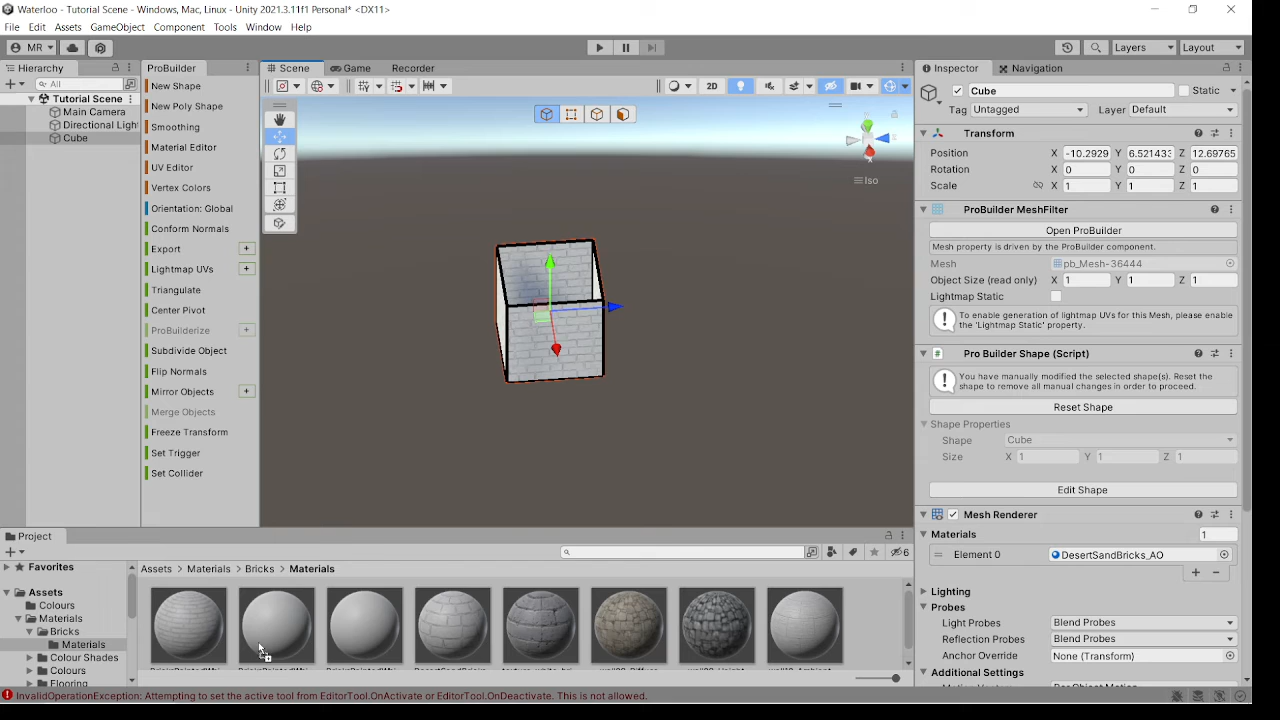 Waterloo - Tutorial Scene - Windows, Mac, Linux - Unity 2021.3.11f1 Personal* <DX11>
File Edit Assets GameObject Component Tools Window Help
MR Layers Layout
Hierarchy
All
Tutorial Scene
Main Camera
Directional Ligh
Cube
ProBuilder
New Shape
New Poly Shape
Smoothing
Material Editor
UV Editor
Vertex Colors
Orientation: Global
Conform Normals
Export +
Lightmap UVs +
Triangulate
Center Pivot
ProBuilderize +
Subdivide Object
Flip Normals
Mirror Objects +
Merge Objects
Freeze Transform
Set Trigger
Set Collider
Scene Game Recorder
2D
Iso
Inspector Navigation
Cube Static
Tag Untagged Layer Default
Transform
Position X -10.2929 Y 6.521433 Z 12.69765
Rotation X 0 Y 0 Z 0
Scale X 1 Y 1 Z 1
ProBuilder MeshFilter
Open ProBuilder
Mesh property is driven by the ProBuilder component.
Mesh pb_Mesh-36444
Object Size (read only) X 1 Y 1 Z 1
Lightmap Static
To enable generation of lightmap UVs for this Mesh, please enable
the 'Lightmap Static' property.
Pro Builder Shape (Script)
You have manually modified the selected shape(s). Reset the
shape to remove all manual changes in order to proceed.
Reset Shape
Shape Properties
Shape Cube
Size X 1 Y 1 Z 1
Edit Shape
Mesh Renderer
Materials 1
Element 0 DesertSandBricks_AO
+ −
Lighting
Probes
Light Probes Blend Probes
Reflection Probes Blend Probes
Anchor Override None (Transform)
Additional Settings
Project
6
Favorites
Assets
Colours
Materials
Bricks
Materials
Colour Shades
Colours
Flooring
Assets > Materials > Bricks > Materials
InvalidOperationException: Attempting to set the active tool from EditorTool.OnActivate or EditorTool.OnDeactivate. This is not allowed.